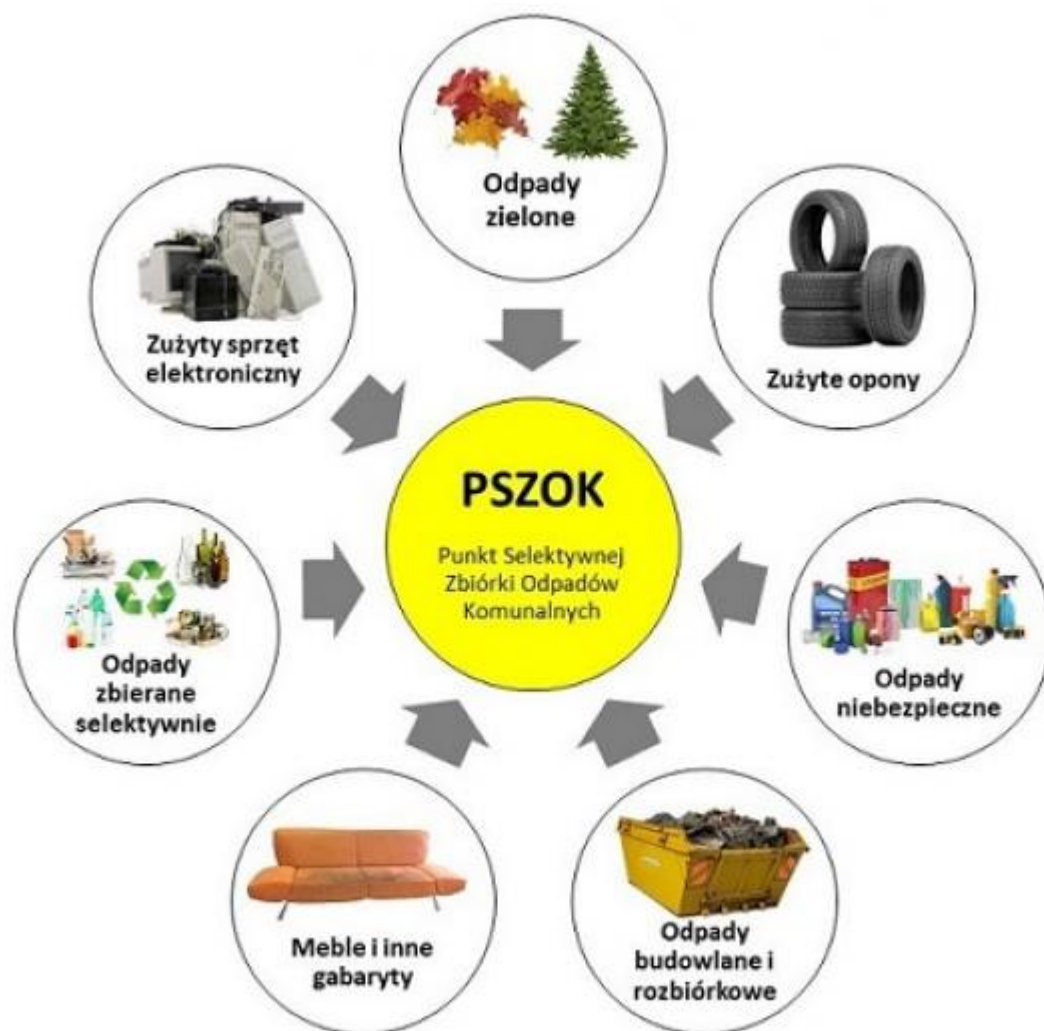 Odpady
zielone
Zużyty sprzęt
elektroniczny
Zużyte opony
PSZOK
Punkt Selektywnej
Zbiórki Odpadów
Komunalnych
Odpady
zbierane
selektywnie
Odpady
niebezpieczne
Meble i inne
gabaryty
Odpady
budowlane i
rozbiórkowe